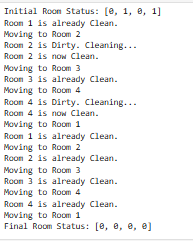 Initial Room Status: [0, 1, 0, 1]
Room 1 is already Clean.
Moving to Room 2
Room 2 is Dirty. Cleaning...
Room 2 is now Clean.
Moving to Room 3
Room 3 is already Clean.
Moving to Room 4
Room 4 is Dirty. Cleaning...
Room 4 is now Clean.
Moving to Room 1
Room 1 is already Clean.
Moving to Room 2
Room 2 is already Clean.
Moving to Room 3
Room 3 is already Clean.
Moving to Room 4
Room 4 is already Clean.
Moving to Room 1
Final Room Status: [0, 0, 0, 0]